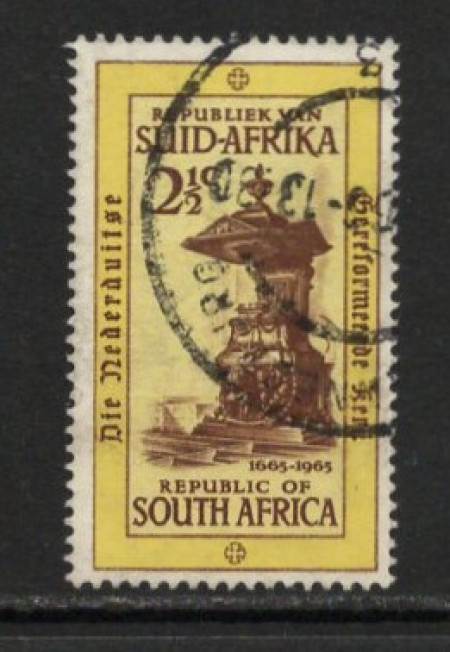 REPUBLIEK VAN
SUID-AFRIKA
2½c
Die Nederduitse
Gereformeerde Kerk
1665-1965
REPUBLIC OF
SOUTH AFRICA